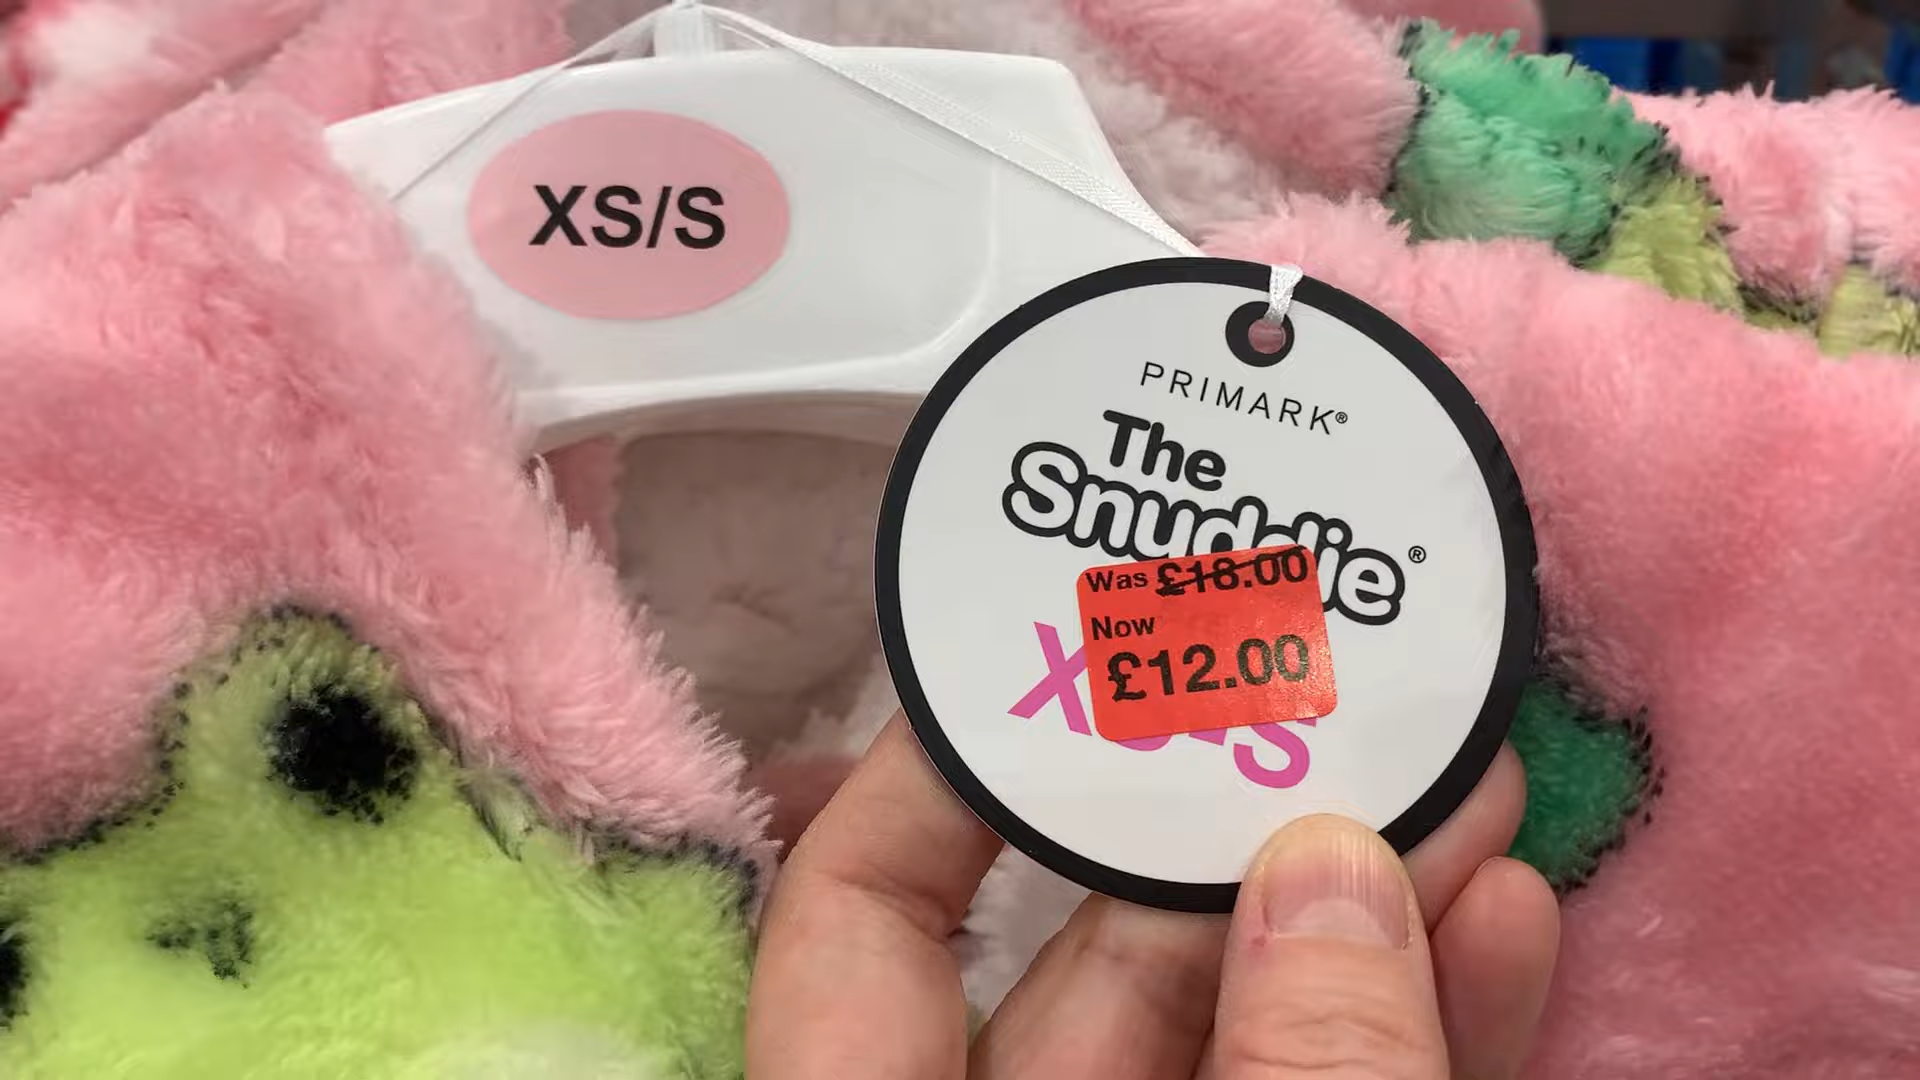 XS/S
PRIMARK®
The
Snuddie®
Was £18.00
Now
£12.00